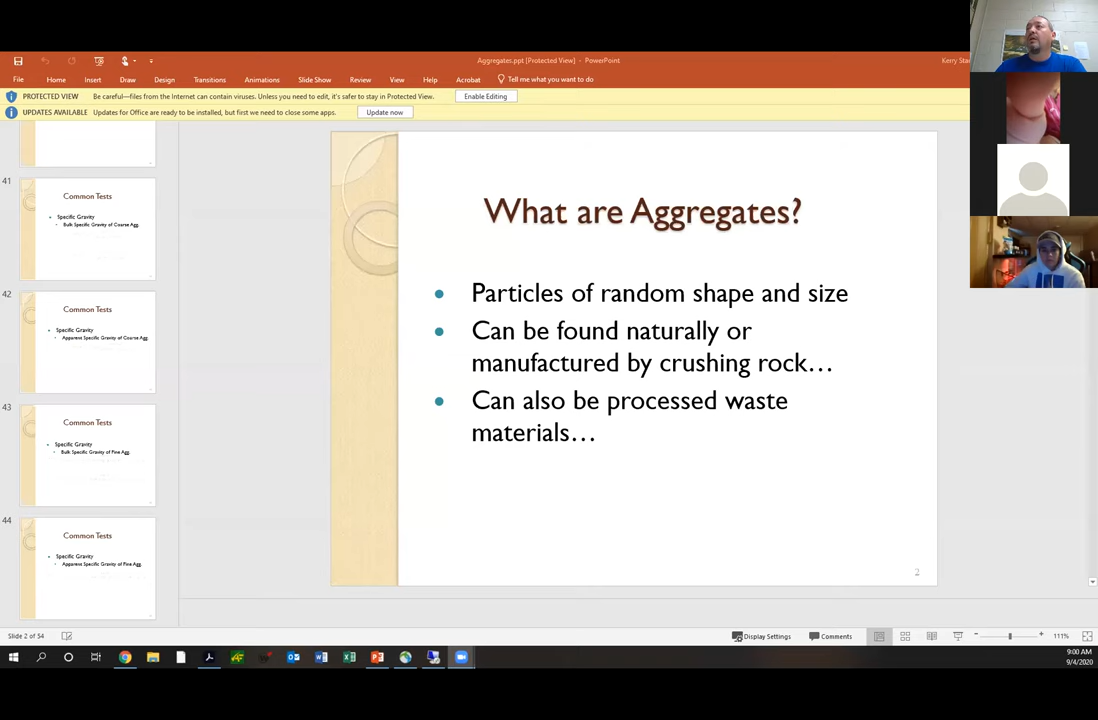 Aggregates.ppt [Protected View] - PowerPoint
File Home Insert Draw Design Transitions Animations Slide Show Review View Help Acrobat Tell me what you want to do
PROTECTED VIEW Be careful—files from the Internet can contain viruses. Unless you need to edit, it's safer to stay in Protected View. Enable Editing
UPDATES AVAILABLE Updates for Office are ready to be installed, but first we need to close some apps. Update now
41
Common Tests
• Specific Gravity
• Bulk Specific Gravity of Coarse Agg.
42
Common Tests
• Specific Gravity
• Apparent Specific Gravity of Coarse Agg.
43
Common Tests
• Specific Gravity
• Bulk Specific Gravity of Fine Agg.
44
Common Tests
• Specific Gravity
• Apparent Specific Gravity of Fine Agg.
What are Aggregates?
• Particles of random shape and size
• Can be found naturally or
manufactured by crushing rock…
• Can also be processed waste
materials…
2
Slide 2 of 54 Display Settings Comments 111%
9:00 AM
9/4/2020